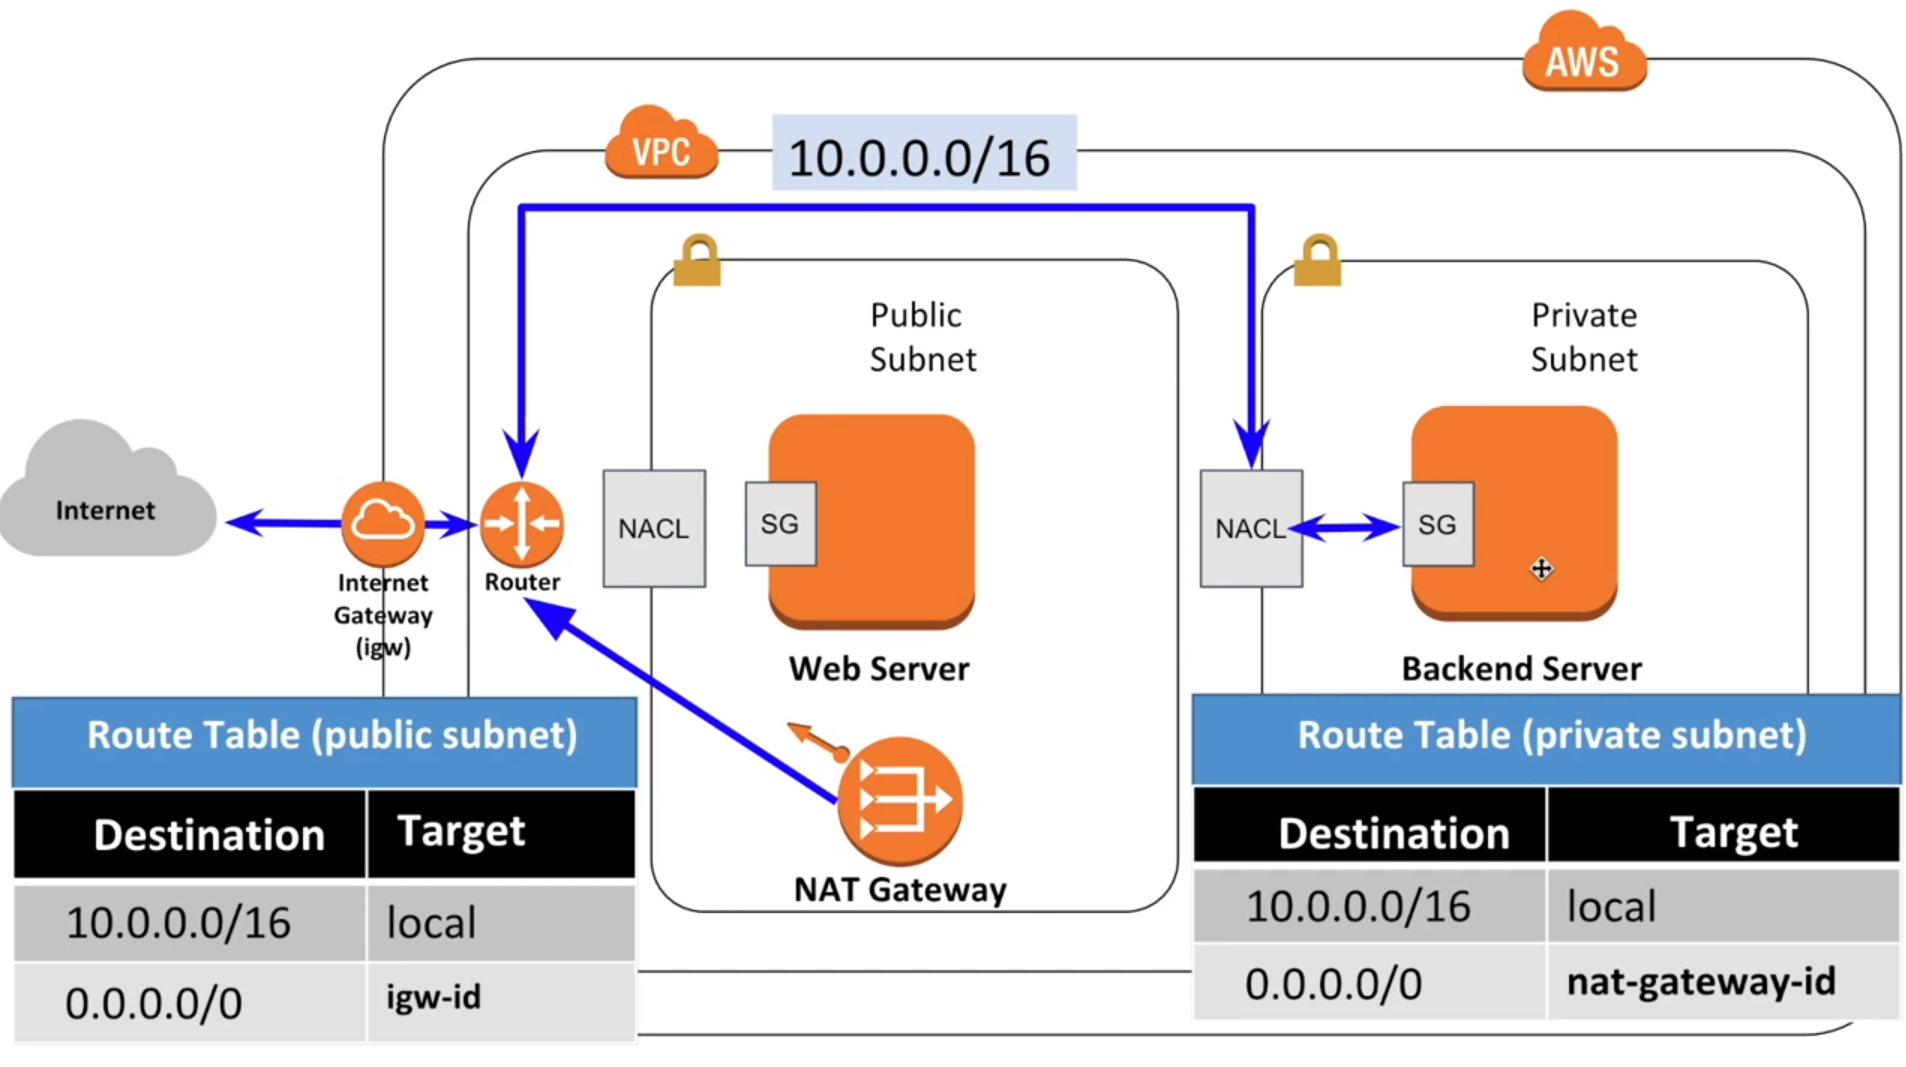 AWS
VPC
10.0.0.0/16
Public
Subnet
Private
Subnet
Internet
Internet
Gateway
(igw)
Router
NACL
SG
NACL
SG
Web Server
Backend Server
NAT Gateway
Route Table (public subnet)
Destination Target
10.0.0.0/16 local
0.0.0.0/0 igw-id
Route Table (private subnet)
Destination Target
10.0.0.0/16 local
0.0.0.0/0 nat-gateway-id